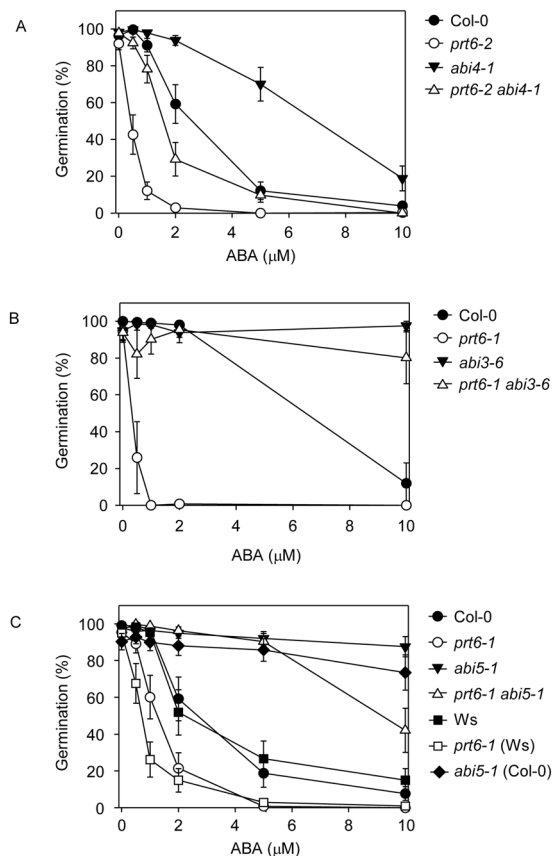 A
Germination (%)
100
80
60
40
20
0
0 2 4 6 8 10
ABA (μM)
Col-0
prt6-2
abi4-1
prt6-2 abi4-1
B
Germination (%)
100
80
60
40
20
0
0 2 4 6 8 10
ABA (μM)
Col-0
prt6-1
abi3-6
prt6-1 abi3-6
C
Germination (%)
100
80
60
40
20
0
0 2 4 6 8 10
ABA (μM)
Col-0
prt6-1
abi5-1
prt6-1 abi5-1
Ws
prt6-1 (Ws)
abi5-1 (Col-0)